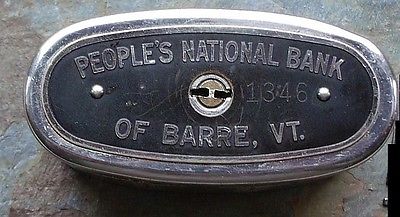 PEOPLE'S NATIONAL BANK
1346
OF BARRE, VT.